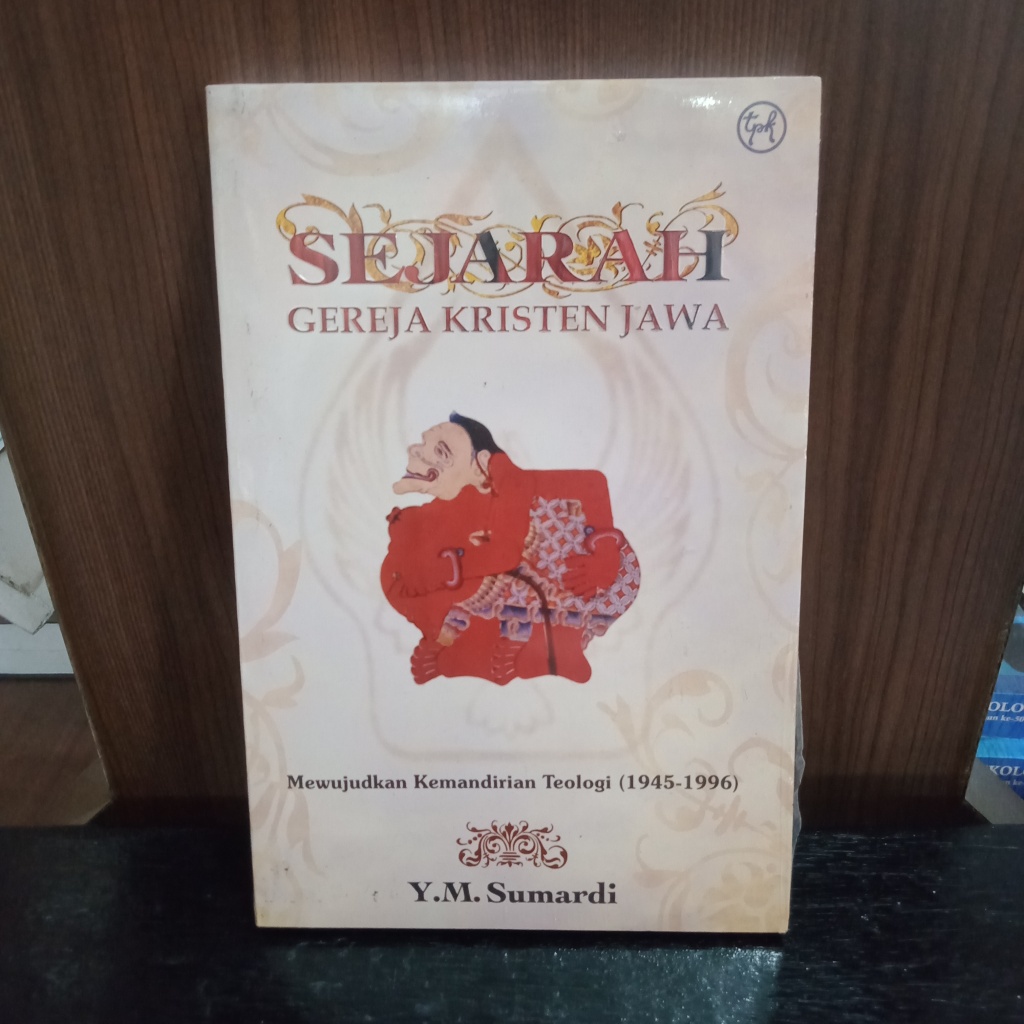 tpk
SEJARAH
GEREJA KRISTEN JAWA
Mewujudkan Kemandirian Teologi (1945-1996)
Y.M. Sumardi